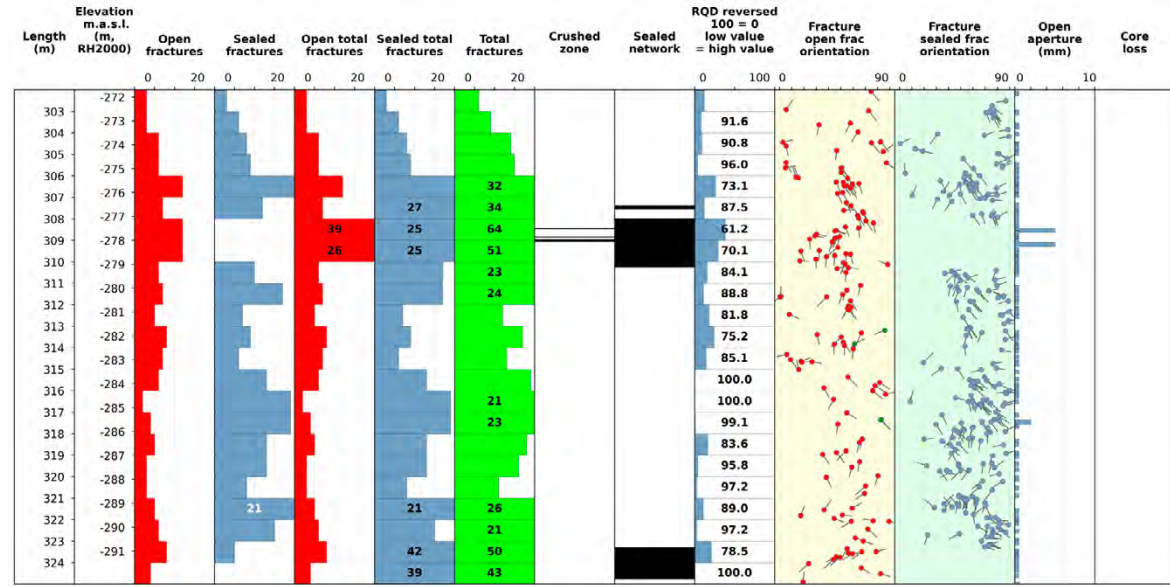 Length
(m)
Elevation
m.a.s.l.
(m,
RH2000)
Open
fractures
Sealed
fractures
Open total
fractures
Sealed total
fractures
Total
fractures
Crushed
zone
Sealed
network
RQD reversed
100 = 0
low value
= high value
Fracture
open frac
orientation
Fracture
sealed frac
orientation
Open
aperture
(mm)
Core
loss
0 20
0 20
0 20
0 20
0 20
0 100
0 90
0 90
0 10
-272
303
-273
91.6
304
-274
90.8
305
-275
96.0
306
-276
32
73.1
307
-277
27
34
87.5
308
39
25
64
61.2
309
-278
26
25
51
70.1
310
-279
23
84.1
311
-280
24
88.8
312
-281
81.8
313
-282
75.2
314
-283
85.1
315
-284
100.0
316
-285
21
100.0
317
23
99.1
318
-286
83.6
319
-287
95.8
320
-288
97.2
321
-289
21
21
26
89.0
322
-290
21
97.2
323
-291
42
50
78.5
324
39
43
100.0